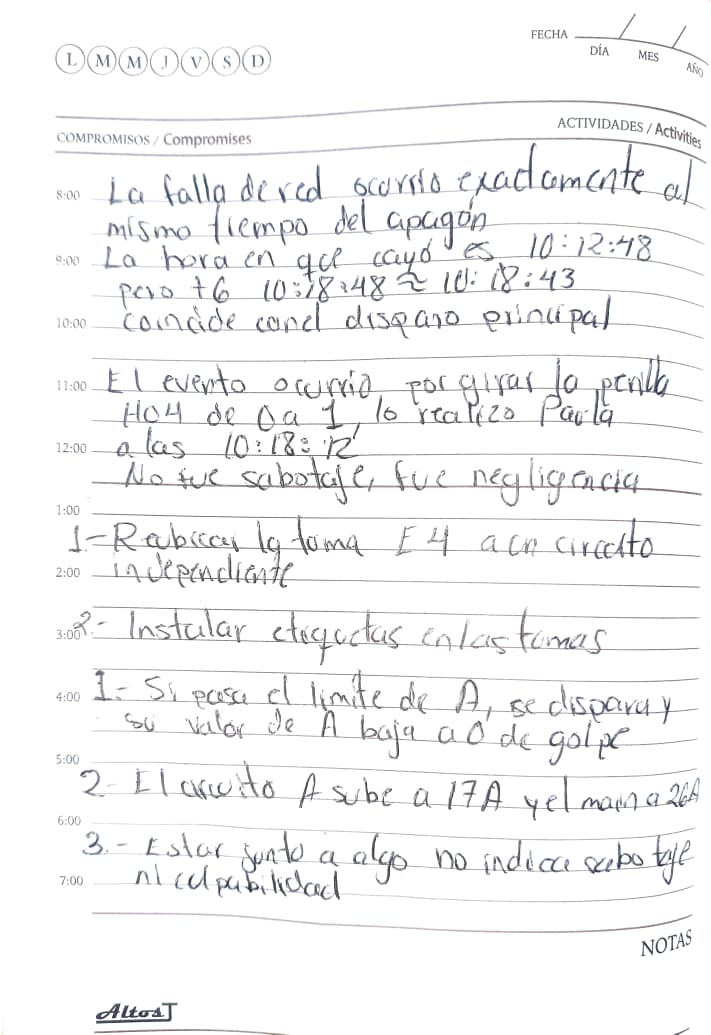 FECHA
DÍA MES AÑO
L M M J V S D
COMPROMISOS / Compromises ACTIVIDADES / Activities
8:00 La falla de red ocurrio exactamente al
mismo tiempo del apagón
9:00 La hora en que cayó es 10:12:48
pero +6 10:18:48 ≈ 10:18:43
10:00 coincide con el disparo principal
11:00 El evento ocurrio por girar la perilla
H04 de 0 a 1, lo realizo Paula
12:00 a las 10:18:12
No fue sabotaje, fue negligencia
1:00
1.- Reubicar la toma E4 a un circuito
2:00 independiente
3:00 2.- Instalar etiquetas en las tomas
4:00 1.- Si pasa el limite de A, se dispara y
su valor de A baja a 0 de golpe
5:00
2- El circuito A sube a 17A y el main a 26A
6:00
3.- Estar junto a algo no indica sabotaje
7:00 ni culpabilidad
NOTAS
AltosT